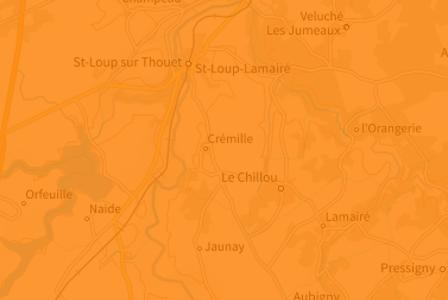 Champeau
Veluché
Les Jumeaux
St-Loup sur Thouet
St-Loup-Lamairé
l'Orangerie
Crémille
Le Chillou
Orfeuille
Naide
Lamairé
Jaunay
Pressigny
Aubigny